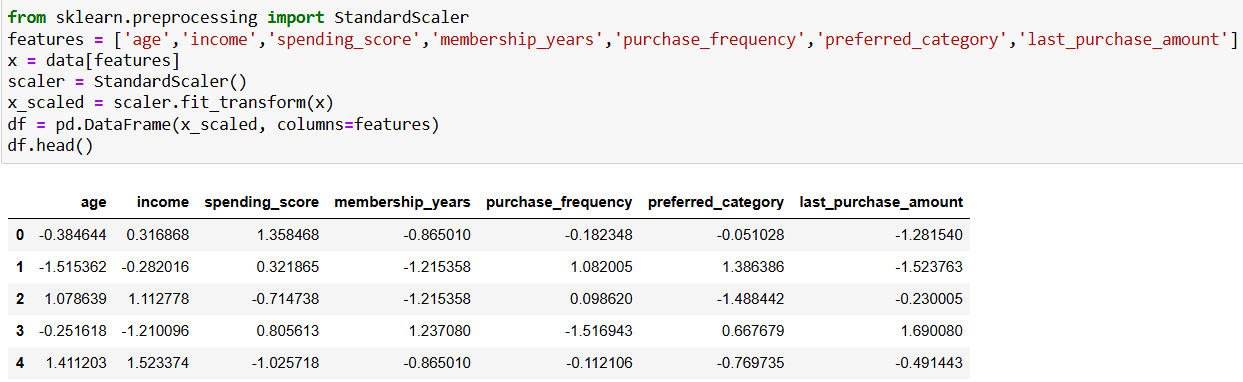 from sklearn.preprocessing import StandardScaler
features = ['age','income','spending_score','membership_years','purchase_frequency','preferred_category','last_purchase_amount']
x = data[features]
scaler = StandardScaler()
x_scaled = scaler.fit_transform(x)
df = pd.DataFrame(x_scaled, columns=features)
df.head()
age income spending_score membership_years purchase_frequency preferred_category last_purchase_amount
0 -0.384644 0.316868 1.358468 -0.865010 -0.182348 -0.051028 -1.281540
1 -1.515362 -0.282016 0.321865 -1.215358 1.082005 1.386386 -1.523763
2 1.078639 1.112778 -0.714738 -1.215358 0.098620 -1.488442 -0.230005
3 -0.251618 -1.210096 0.805613 1.237080 -1.516943 0.667679 1.690080
4 1.411203 1.523374 -1.025718 -0.865010 -0.112106 -0.769735 -0.491443